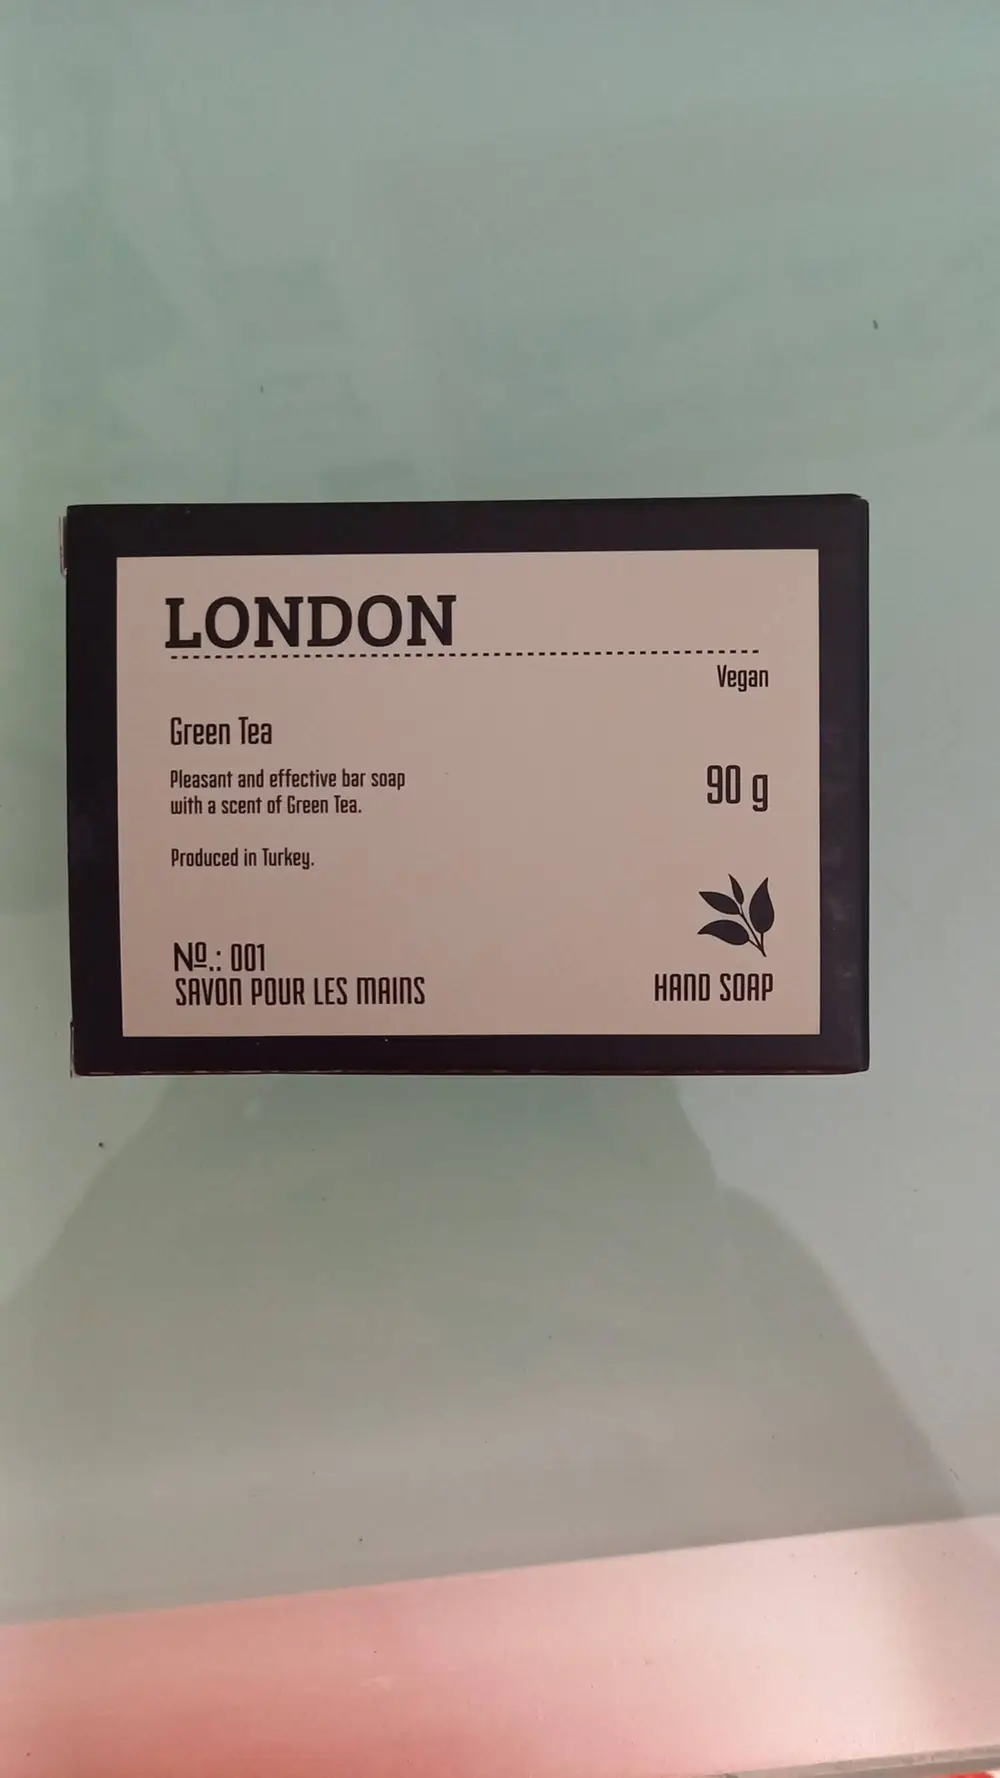 LONDON
Vegan
Green Tea
Pleasant and effective bar soap
with a scent of Green Tea.
90 g
Produced in Turkey.
Nº.: 001
SAVON POUR LES MAINS
HAND SOAP